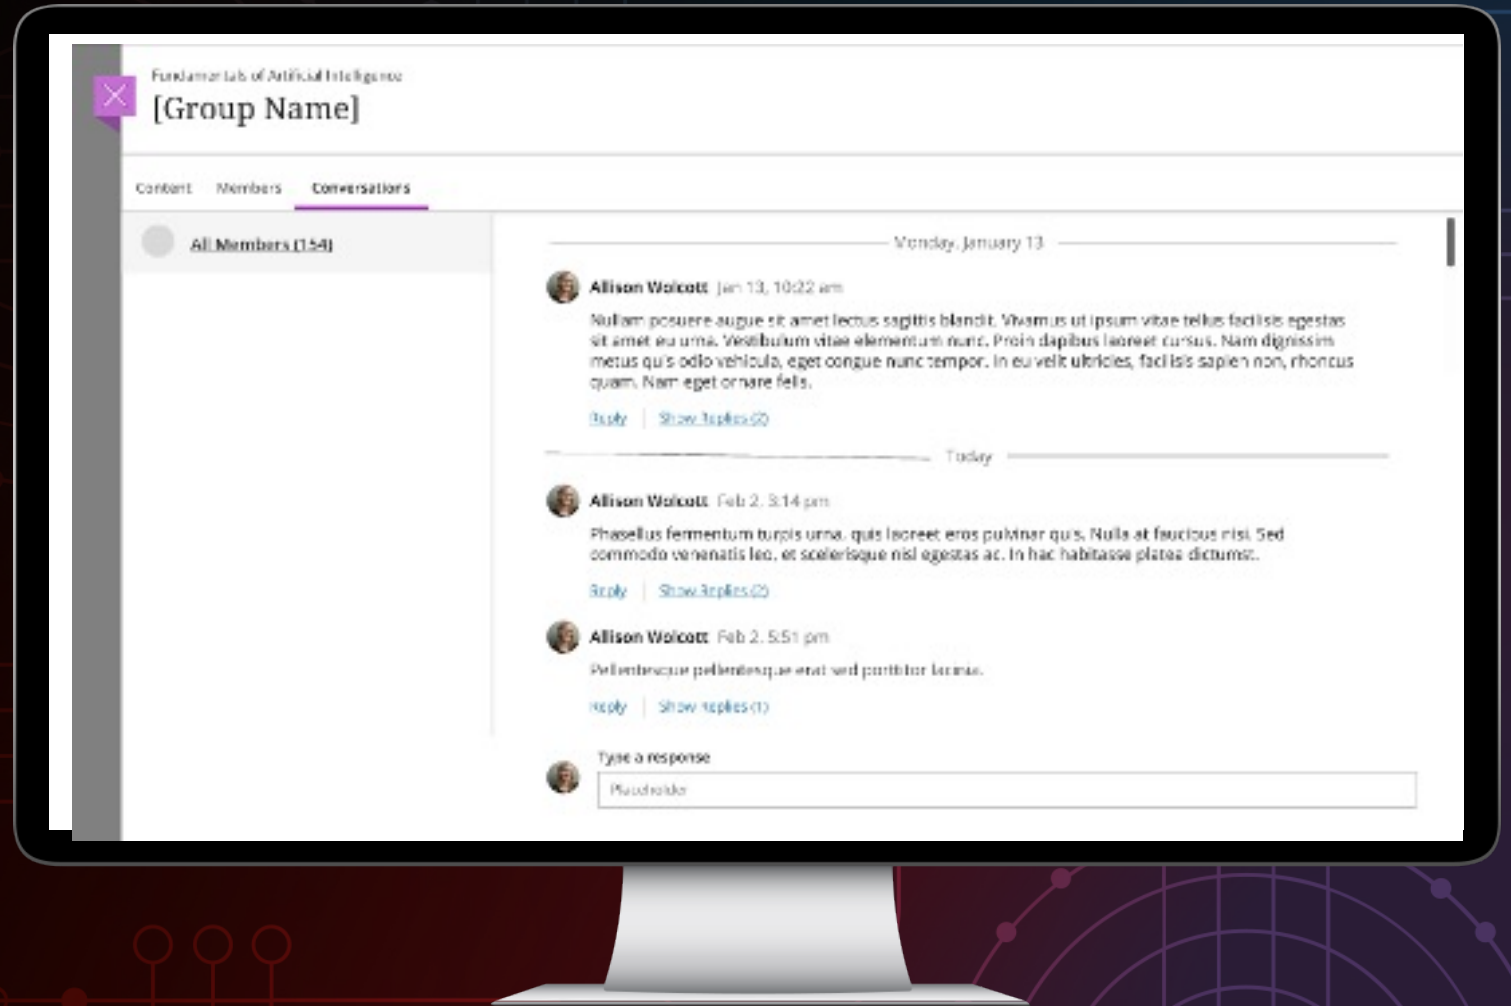 Fundamentals of Artificial Intelligence
[Group Name]
Content Members Conversations
All Members (154)
Monday, January 13
Allison Wolcott Jan 13, 10:22 am
Nullam posuere augue sit amet lectus sagittis blandit. Vivamus ut ipsum vitae tellus facilisis egestas
sit amet eu urna. Vestibulum vitae elementum nunc. Proin dapibus laoreet cursus. Nam dignissim
metus quis odio vehicula, eget congue nunc tempor. In eu velit ultricies, facilisis sapien non, rhoncus
quam. Nam eget ornare felis.
Reply Show Replies (2)
Today
Allison Wolcott Feb 2, 3:14 pm
Phasellus fermentum turpis urna, quis laoreet eros pulvinar quis. Nulla at faucibus nisi. Sed
commodo venenatis leo, et scelerisque nisl egestas ac. In hac habitasse platea dictumst.
Reply Show Replies (2)
Allison Wolcott Feb 2, 5:51 pm
Pellentesque pellentesque erat sed porttitor lacinia.
Reply Show Replies (1)
Type a response
Placeholder